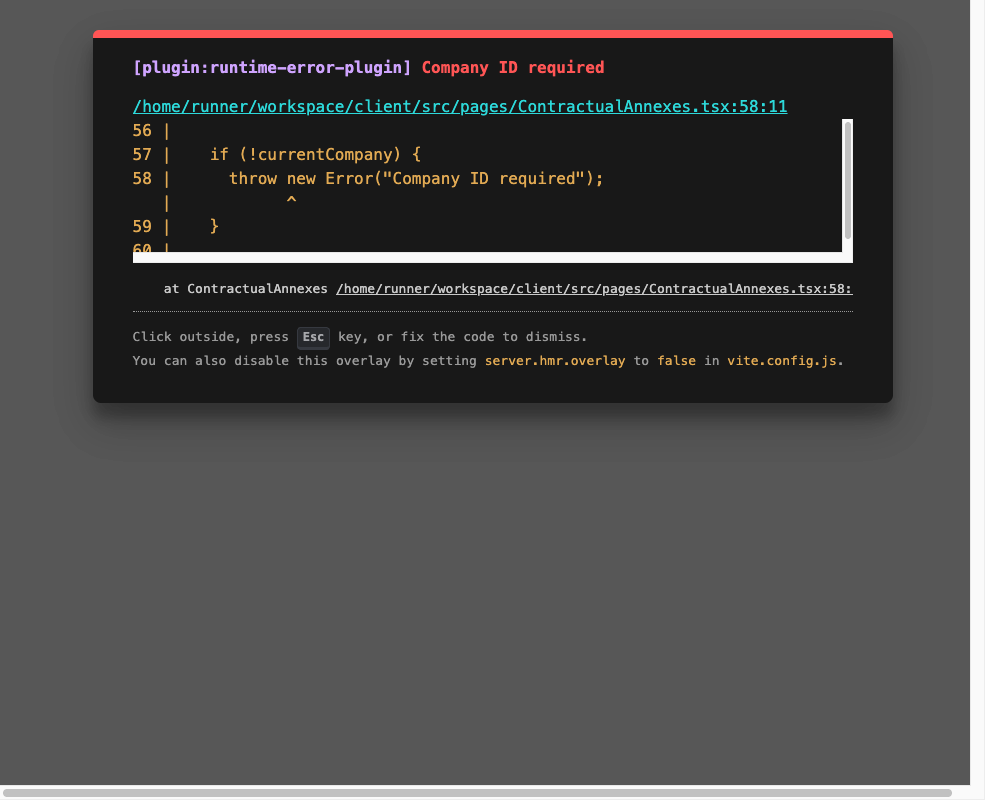 [plugin:runtime-error-plugin] Company ID required
/home/runner/workspace/client/src/pages/ContractualAnnexes.tsx:58:11
56 |
57 |    if (!currentCompany) {
58 |      throw new Error("Company ID required");
   |            ^
59 |    }
60 |
at ContractualAnnexes /home/runner/workspace/client/src/pages/ContractualAnnexes.tsx:58:
Click outside, press Esc key, or fix the code to dismiss.
You can also disable this overlay by setting server.hmr.overlay to false in vite.config.js.